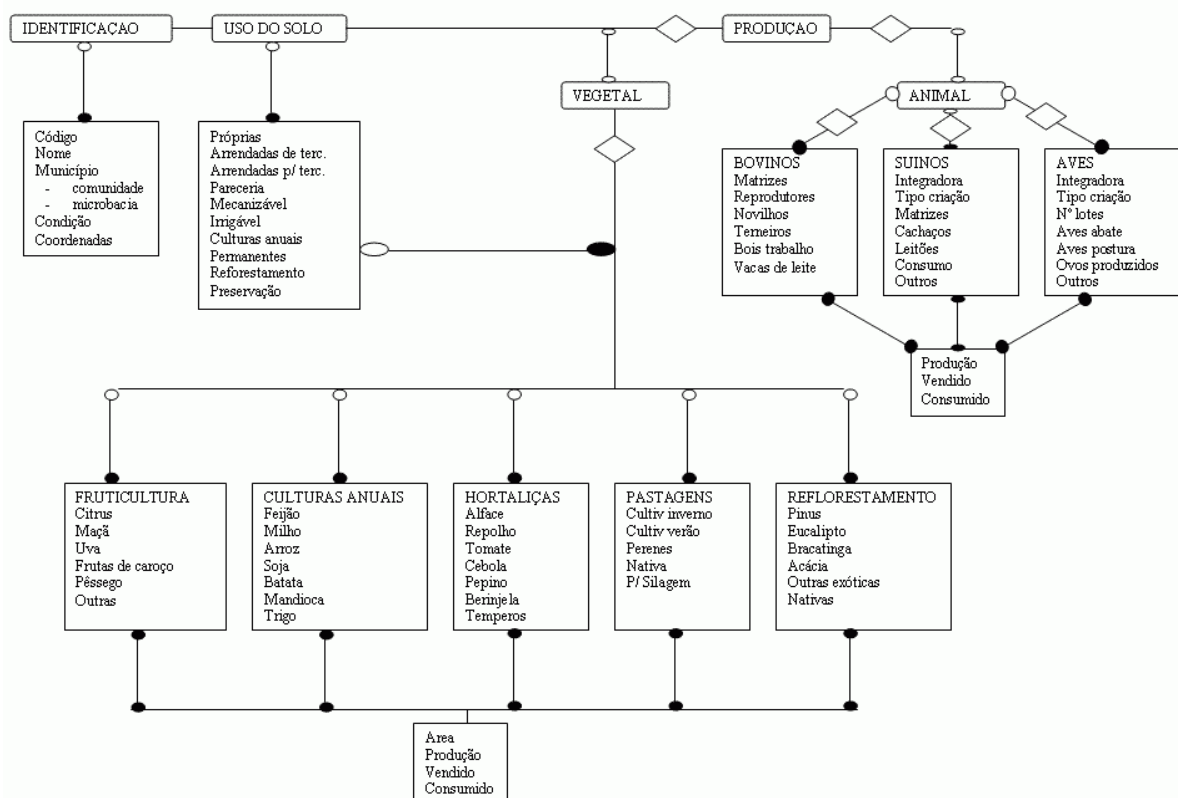 IDENTIFICAÇAO
USO DO SOLO
PRODUÇAO
VEGETAL
ANIMAL
Código
Nome
Município
- comunidade
- microbacia
Condição
Coordenadas
Próprias
Arrendadas de terc.
Arrendadas p/ terc.
Pareceria
Mecanizável
Irrigável
Culturas anuais
Permanentes
Reforestamento
Preservação
BOVINOS
Matrizes
Reprodutores
Novilhos
Terneiros
Bois trabalho
Vacas de leite
SUINOS
Integradora
Tipo criação
Matrizes
Cachaços
Leitões
Consumo
Outros
AVES
Integradora
Tipo criação
Nº lotes
Aves abate
Aves postura
Ovos produzidos
Outros
Produção
Vendido
Consumido
FRUTICULTURA
Citrus
Maçã
Uva
Frutas de caroço
Pêssego
Outras
CULTURAS ANUAIS
Feijão
Milho
Arroz
Soja
Batata
Mandioca
Trigo
HORTALIÇAS
Alface
Repolho
Tomate
Cebola
Pepino
Berinjela
Temperos
PASTAGENS
Cultiv inverno
Cultiv verão
Perenes
Nativa
P/ Silagem
REFLORESTAMENTO
Pinus
Eucalipto
Bracatinga
Acácia
Outras exóticas
Nativas
Area
Produção
Vendido
Consumido